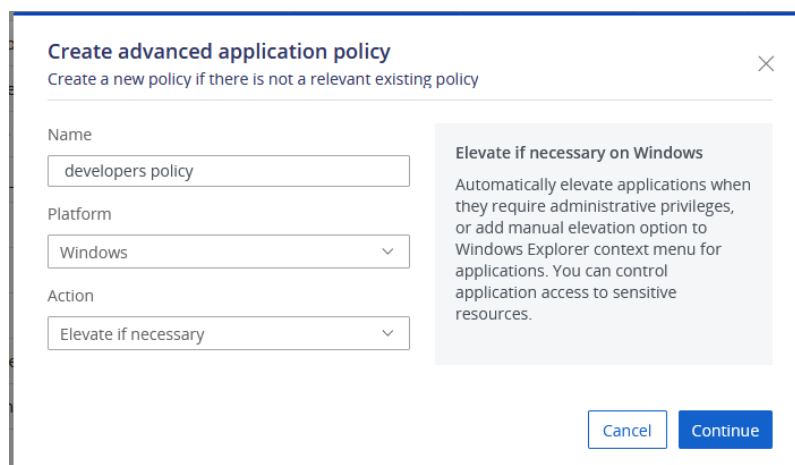 Create advanced application policy
Create a new policy if there is not a relevant existing policy
Name
developers policy
Platform
Windows
Action
Elevate if necessary
Elevate if necessary on Windows
Automatically elevate applications when
they require administrative privileges,
or add manual elevation option to
Windows Explorer context menu for
applications. You can control
application access to sensitive
resources.
Cancel
Continue